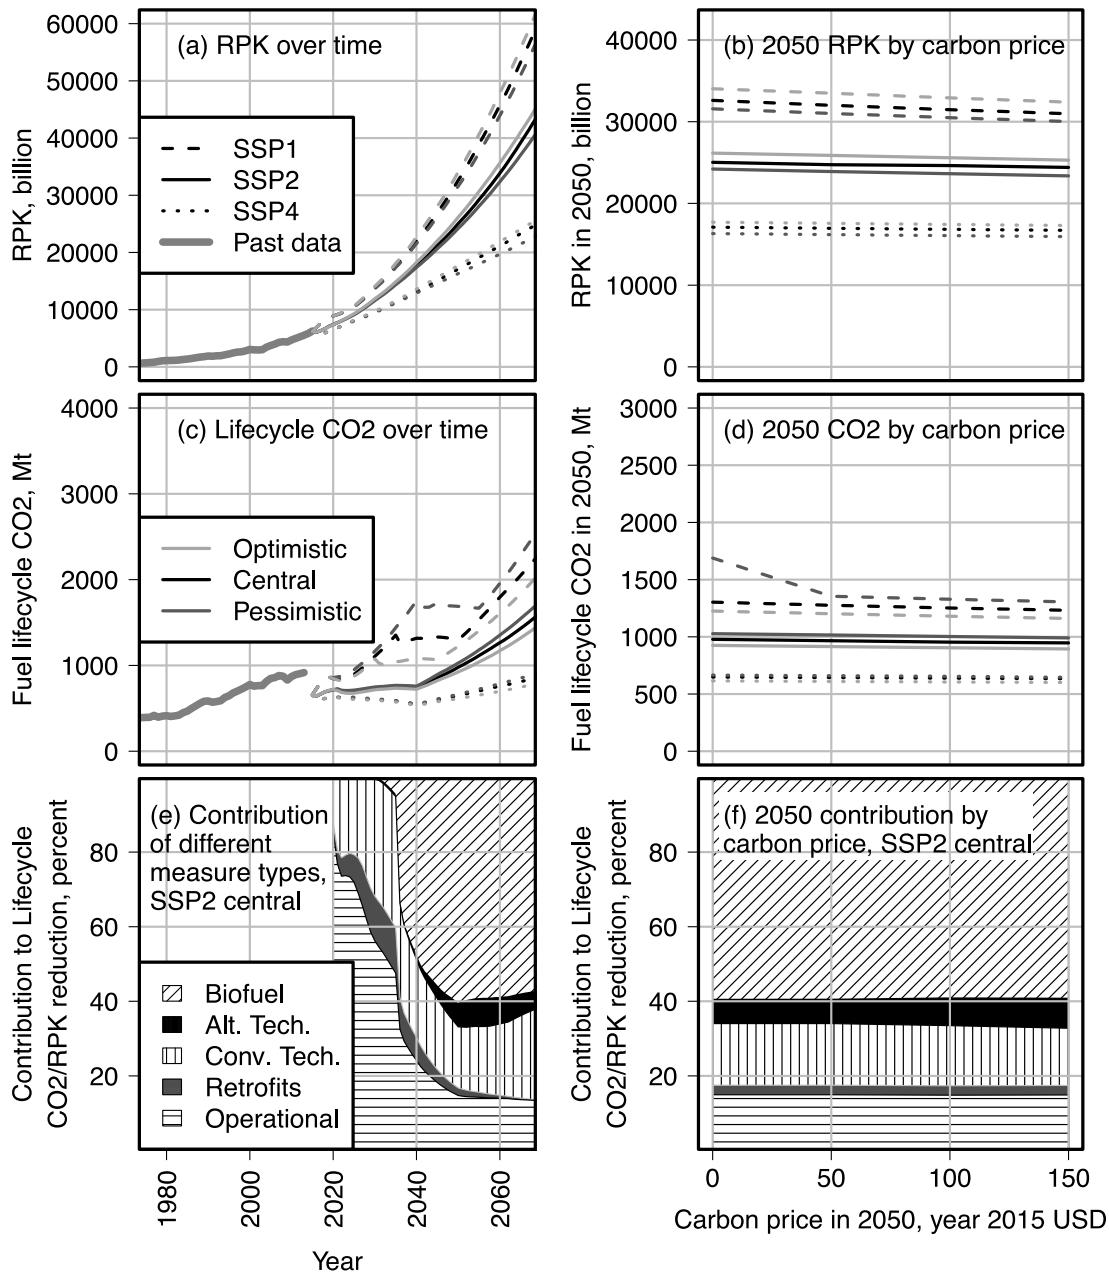 (a) RPK over time
RPK, billion
60000
50000
40000
30000
20000
10000
0
SSP1
SSP2
SSP4
Past data
(b) 2050 RPK by carbon price
RPK in 2050, billion
40000
30000
20000
10000
0
(c) Lifecycle CO2 over time
Fuel lifecycle CO2, Mt
4000
3000
2000
1000
0
Optimistic
Central
Pessimistic
(d) 2050 CO2 by carbon price
Fuel lifecycle CO2 in 2050, Mt
3000
2500
2000
1500
1000
500
0
(e) Contribution
of different
measure types,
SSP2 central
Contribution to Lifecycle
CO2/RPK reduction, percent
80
60
40
20
Biofuel
Alt. Tech.
Conv. Tech.
Retrofits
Operational
1980
2000
2020
2040
2060
Year
(f) 2050 contribution by
carbon price, SSP2 central
Contribution to Lifecycle
CO2/RPK reduction, percent
80
60
40
20
0
50
100
150
Carbon price in 2050, year 2015 USD